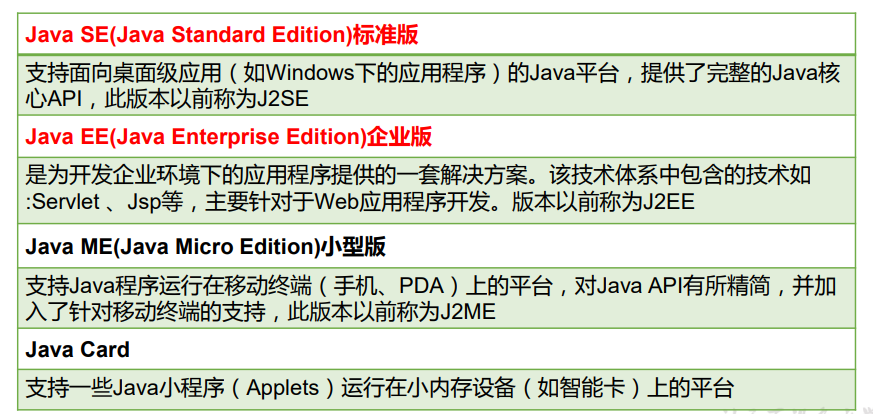 Java SE(Java Standard Edition)标准版
支持面向桌面级应用（如Windows下的应用程序）的Java平台，提供了完整的Java核
心API，此版本以前称为J2SE
Java EE(Java Enterprise Edition)企业版
是为开发企业环境下的应用程序提供的一套解决方案。该技术体系中包含的技术如
:Servlet 、Jsp等，主要针对于Web应用程序开发。版本以前称为J2EE
Java ME(Java Micro Edition)小型版
支持Java程序运行在移动终端（手机、PDA）上的平台，对Java API有所精简，并加
入了针对移动终端的支持，此版本以前称为J2ME
Java Card
支持一些Java小程序（Applets）运行在小内存设备（如智能卡）上的平台